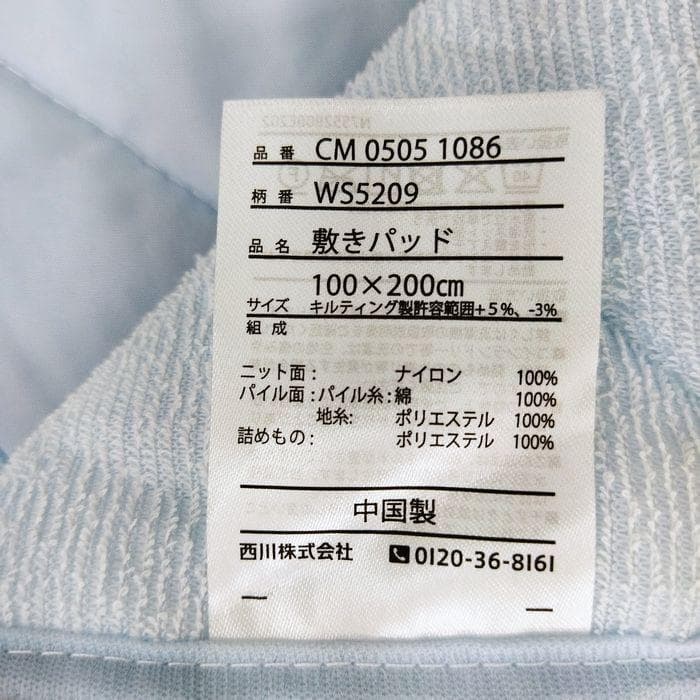 品番 CM 0505 1086
柄番 WS5209
品名 敷きパッド
100×200㎝
サイズ キルティング製許容範囲+5%、-3%
組成
ニット面: ナイロン 100%
パイル面:パイル糸:綿 100%
地糸: ポリエステル 100%
詰めもの: ポリエステル 100%
中国製
西川株式会社 0120-36-8161